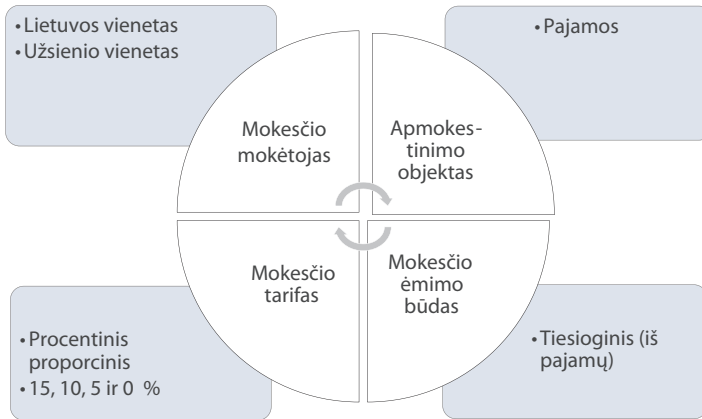 • Lietuvos vienetas
• Užsienio vienetas
• Pajamos
Mokesčio
mokėtojas
Apmokes-
tinimo
objektas
Mokesčio
tarifas
Mokesčio
ėmimo
būdas
• Procentinis
proporcinis
• 15, 10, 5 ir 0 %
• Tiesioginis (iš
pajamų)